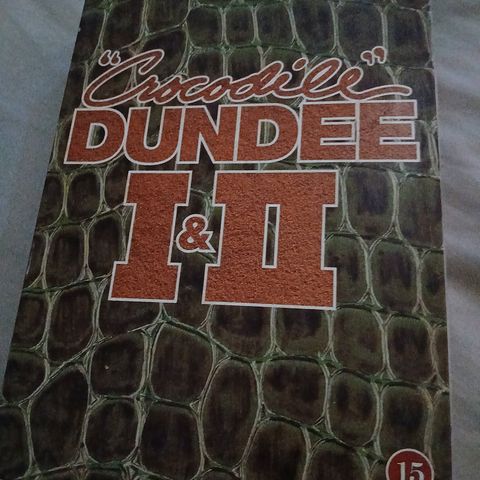 "Crocodile"
DUNDEE
I & II
15